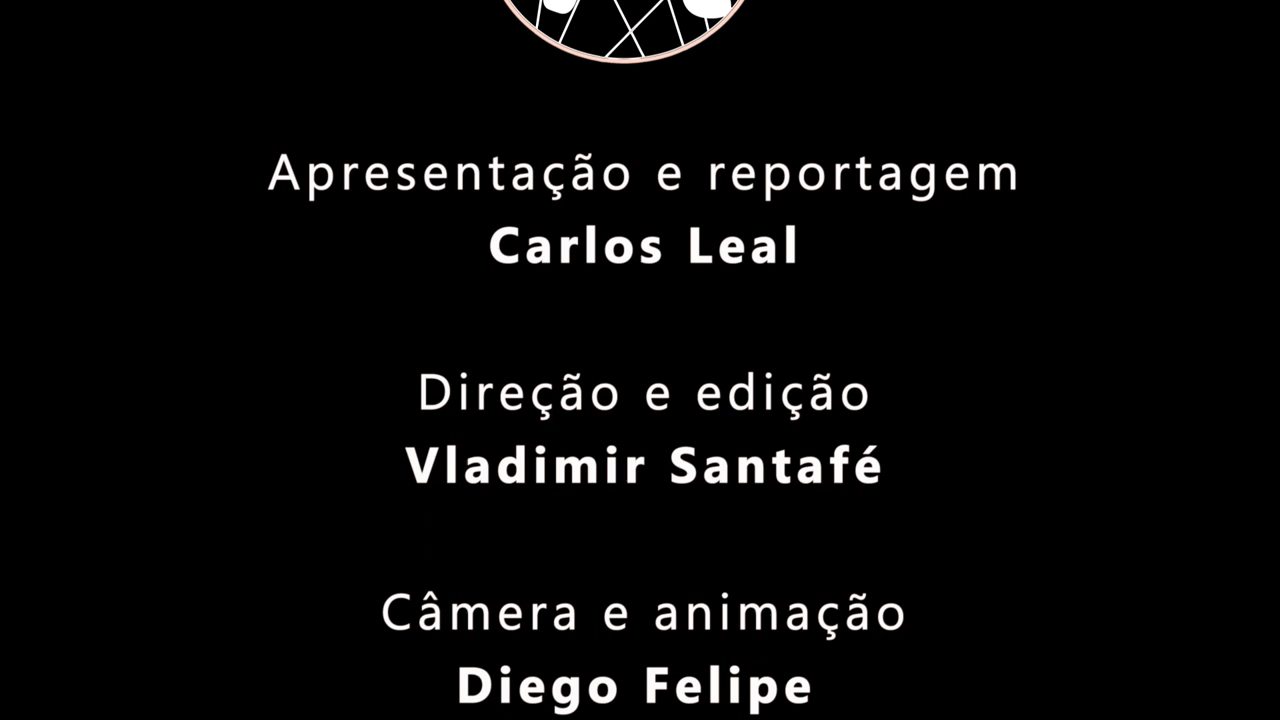 Apresentação e reportagem
Carlos Leal
Direção e edição
Vladimir Santafé
Câmera e animação
Diego Felipe